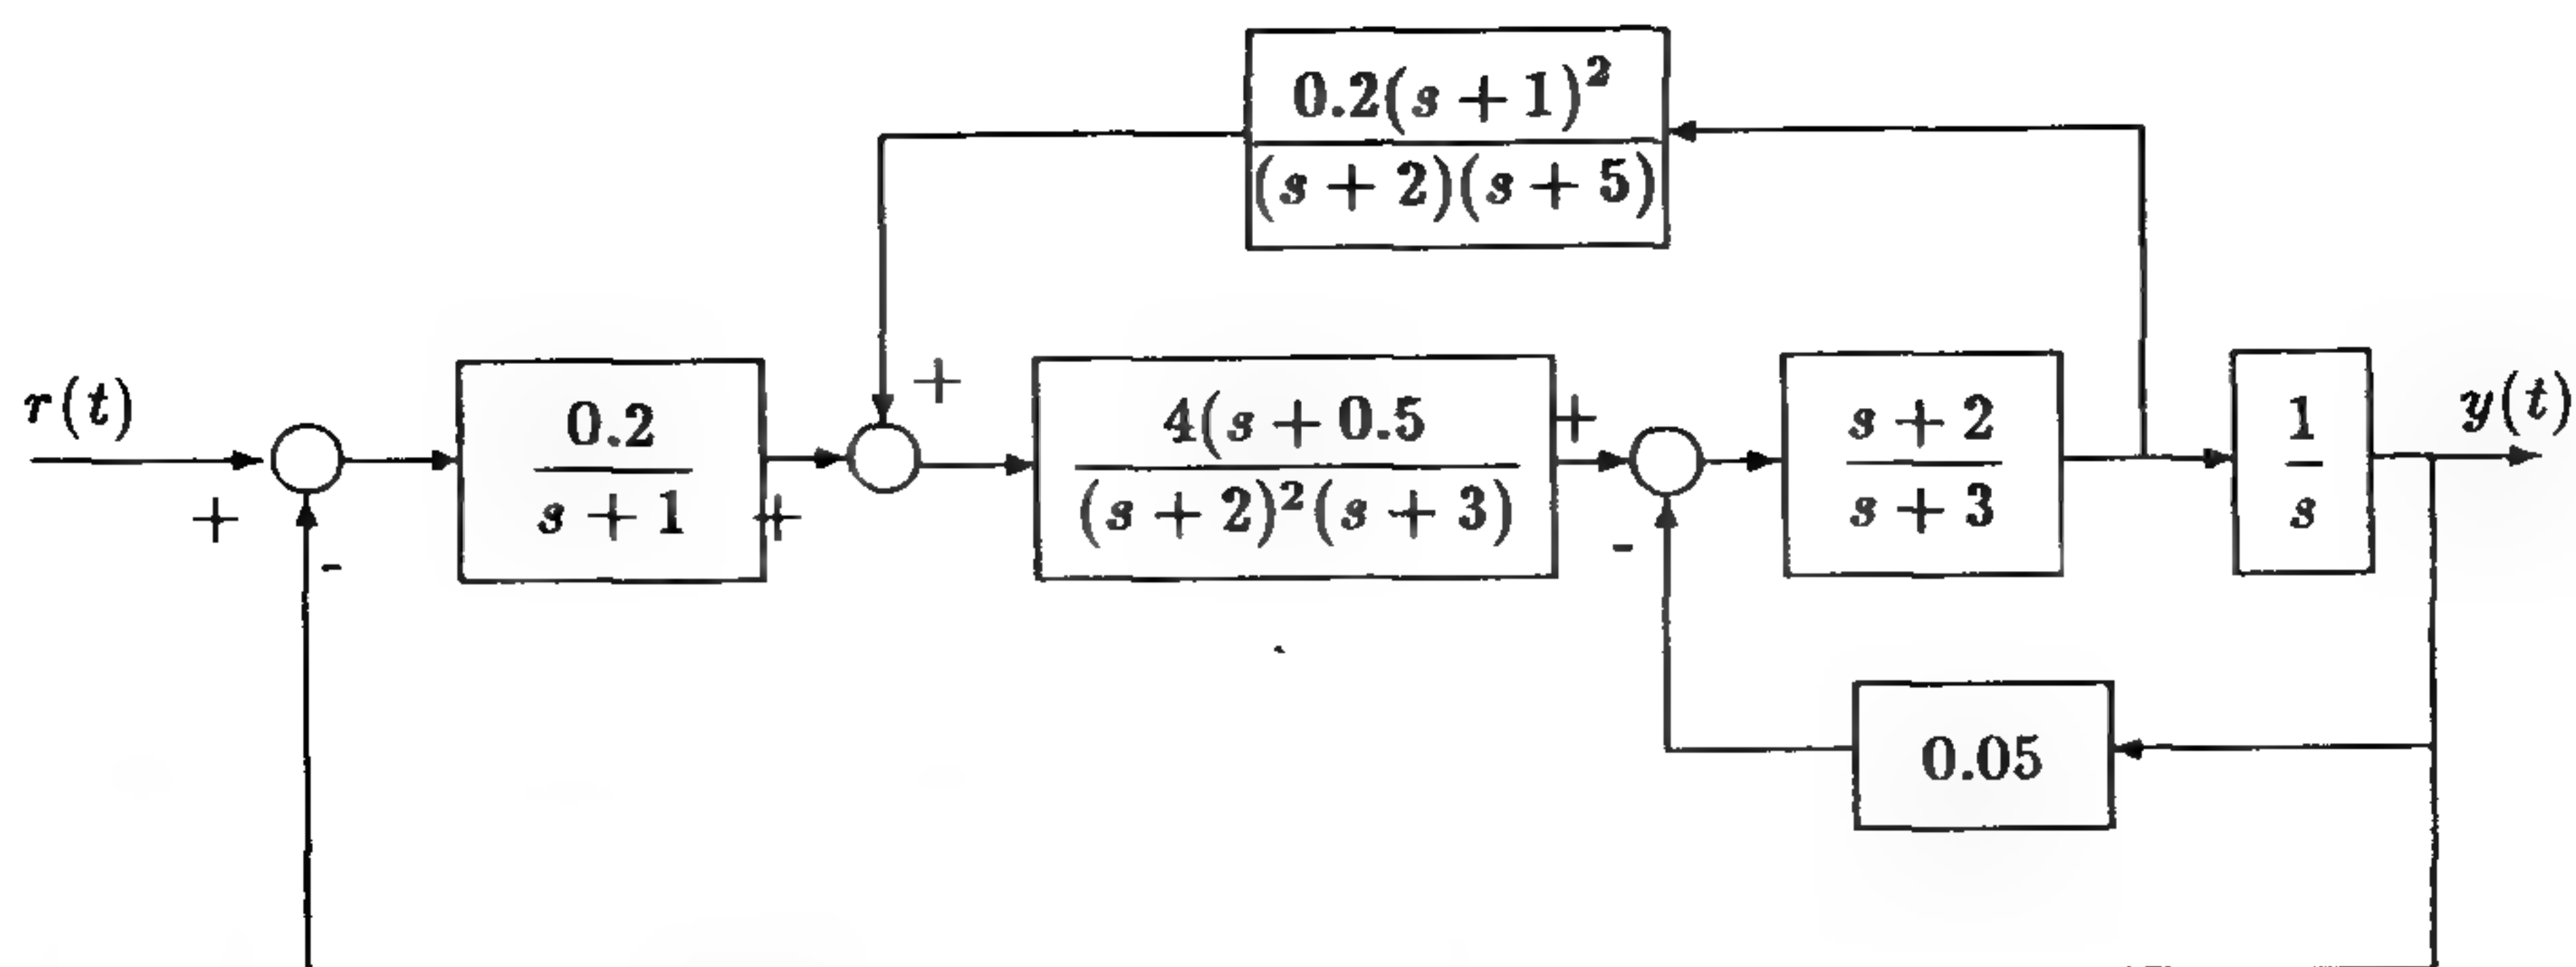 0.2(s + 1)²
(s + 2)(s + 5)
+
r(t)
+
-
0.2
s + 1
+
4(s + 0.5
(s + 2)²(s + 3)
+
-
s + 2
s + 3
1
s
y(t)
0.05